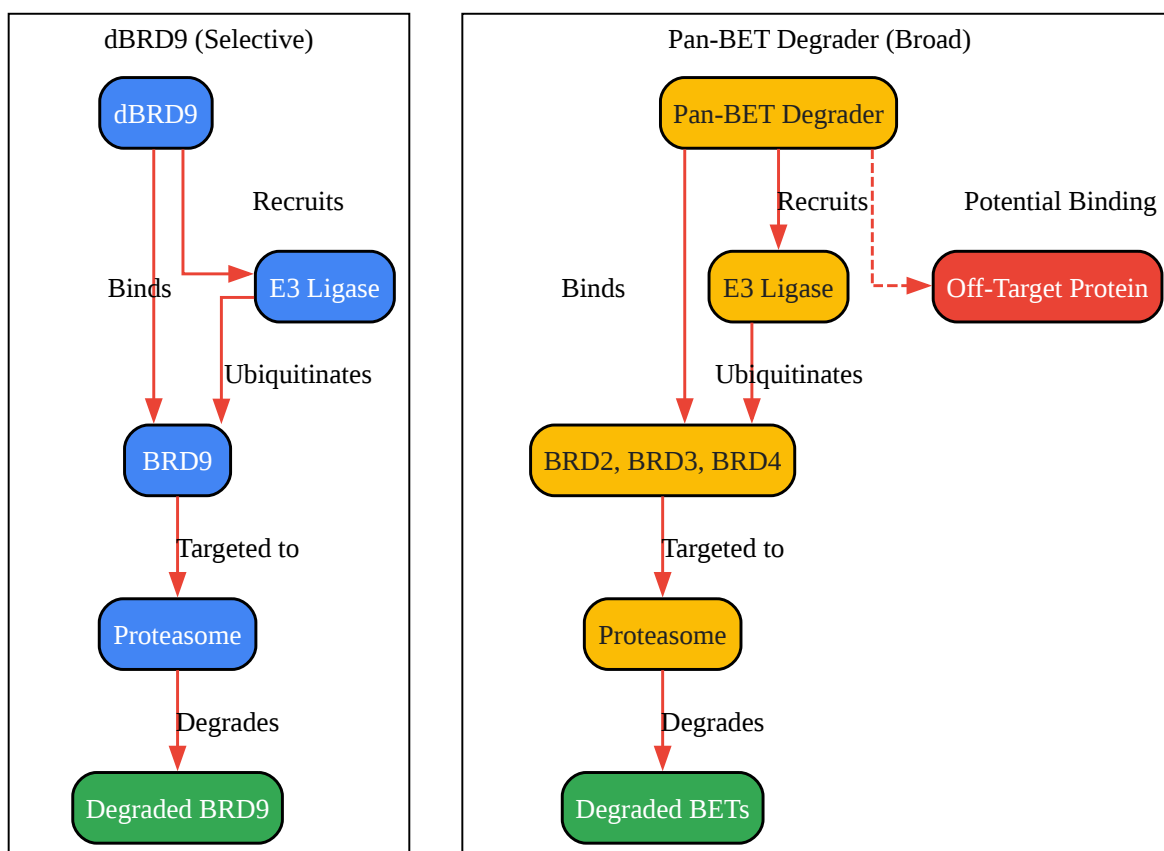 dBRD9 (Selective)
dBRD9
Recruits
Binds
E3 Ligase
Ubiquitinates
BRD9
Targeted to
Proteasome
Degrades
Degraded BRD9
Pan-BET Degrader (Broad)
Pan-BET Degrader
Recruits
Potential Binding
Binds
E3 Ligase
Off-Target Protein
Ubiquitinates
BRD2, BRD3, BRD4
Targeted to
Proteasome
Degrades
Degraded BETs